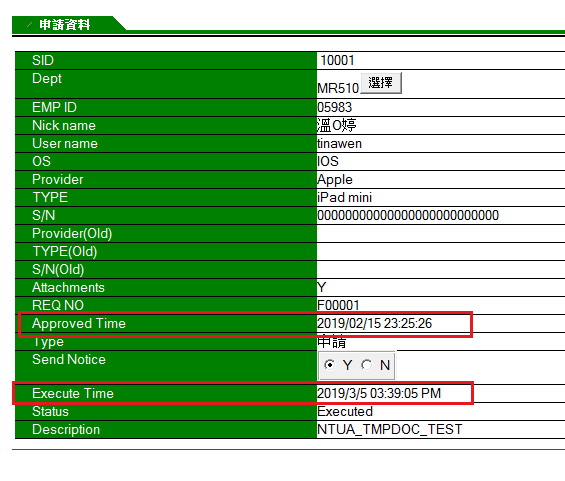 申請資料
SID 10001
Dept MR510 選擇
EMP ID 05983
Nick name 溫O婷
User name tinawen
OS IOS
Provider Apple
TYPE iPad mini
S/N 00000000000000000000000000
Provider(Old)
TYPE(Old)
S/N(Old)
Attachments Y
REQ NO F00001
Approved Time 2019/02/15 23:25:26
Type 申請
Send Notice Y N
Execute Time 2019/3/5 03:39:05 PM
Status Executed
Description NTUA_TMPDOC_TEST